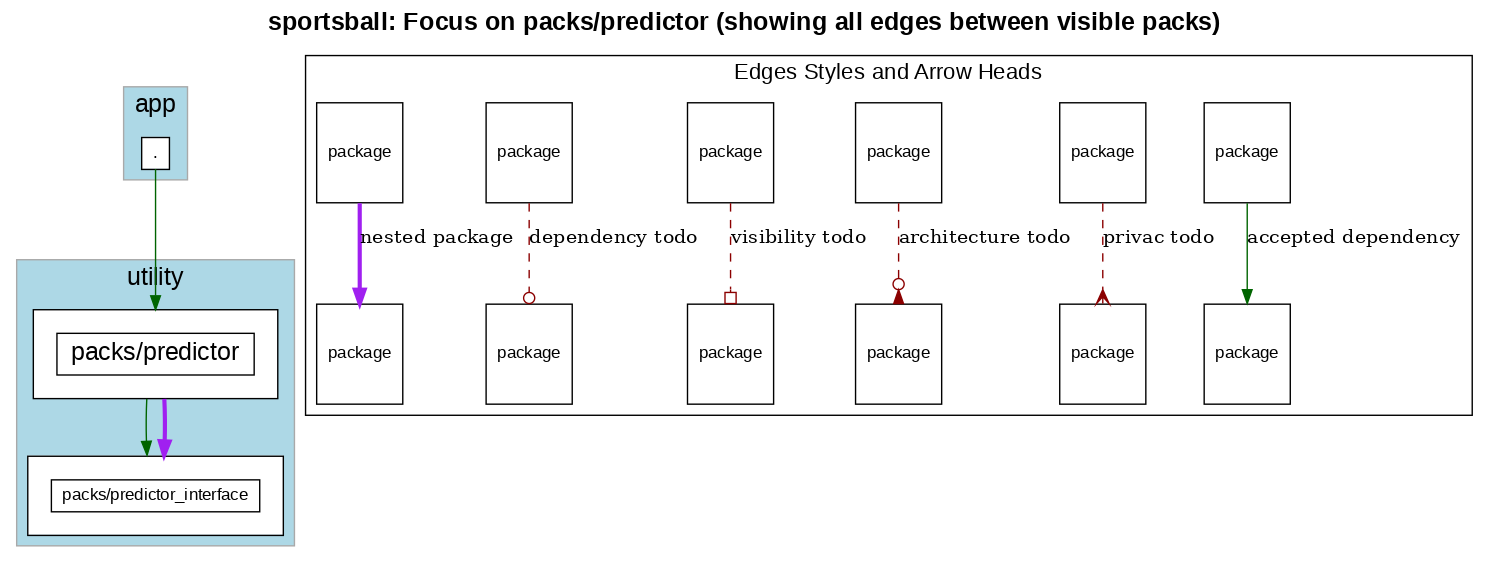 sportsball: Focus on packs/predictor (showing all edges between visible packs)
app
.
utility
packs/predictor
packs/predictor_interface
Edges Styles and Arrow Heads
package package package package package package
nested package dependency todo visibility todo architecture todo privac todo accepted dependency
package package package package package package